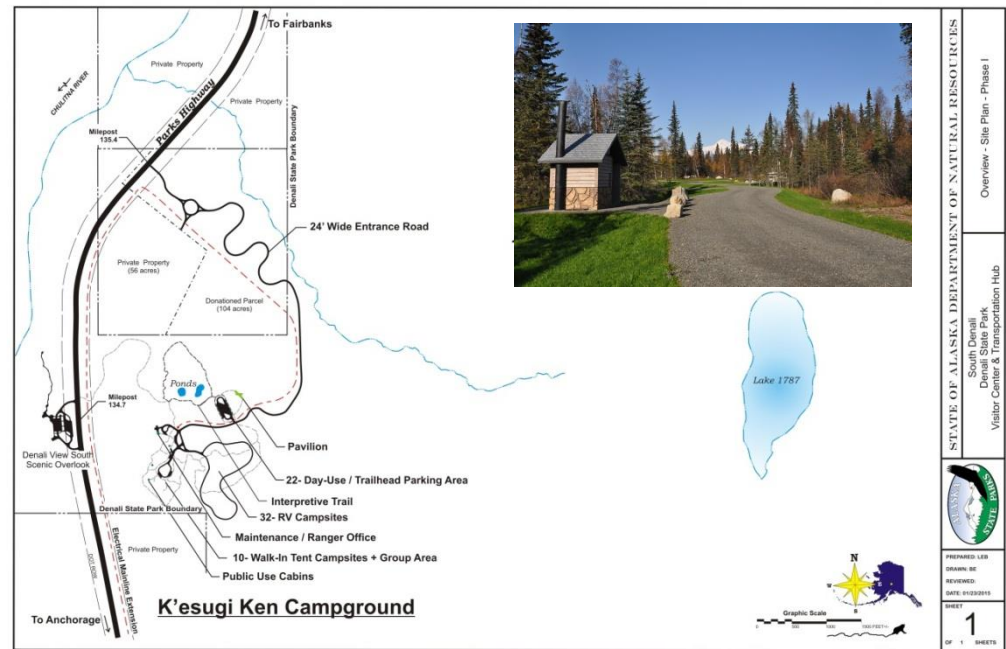 To Fairbanks
Private Property
CHULITNA RIVER
Private Property
Parks Highway
Milepost
135.4
Denali State Park Boundary
24' Wide Entrance Road
Private Property
(56 acres)
Donationed Parcel
(104 acres)
Lake 1787
Ponds
Milepost
134.7
Denali View South
Scenic Overlook
Pavilion
22- Day-Use / Trailhead Parking Area
Interpretive Trail
Denali State Park Boundary
32- RV Campsites
Maintenance / Ranger Office
Private Property
10- Walk-In Tent Campsites + Group Area
Public Use Cabins
Electrical Mainline Extension
DOT ROW
To Anchorage
K'esugi Ken Campground
N
W
E
S
Graphic Scale
0 500 1000
STATE OF ALASKA DEPARTMENT OF NATURAL RESOURCES
Overview - Site Plan - Phase I
South Denali
Denali State Park
Visitor Center & Transportation Hub
ALASKA
STATE PARKS
PREPARED: LEB
DRAWN: BE
REVIEWED:
DATE: 01/23/2015
SHEET
1
OF 1 SHEETS